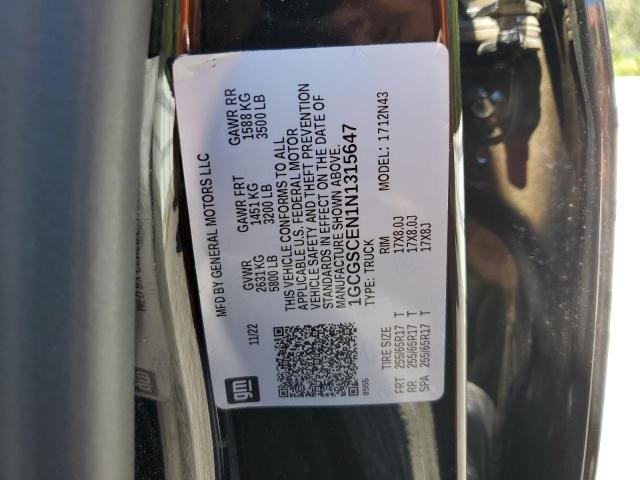 gm
MFD BY GENERAL MOTORS LLC
11/22
GVWR GAWR FRT GAWR RR
2631 KG 1451 KG 1588 KG
5800 LB 3200 LB 3500 LB
THIS VEHICLE CONFORMS TO ALL
APPLICABLE U.S. FEDERAL MOTOR
VEHICLE SAFETY AND THEFT PREVENTION
STANDARDS IN EFFECT ON THE DATE OF
MANUFACTURE SHOWN ABOVE.
1GCGSCEN1N1315647
8555
TYPE: TRUCK MODEL: 1712N43
TIRE SIZE RIM
FRT 255/65R17 T 17X8.0J
RR 255/65R17 T 17X8.0J
SPA 255/65R17 T 17X8J